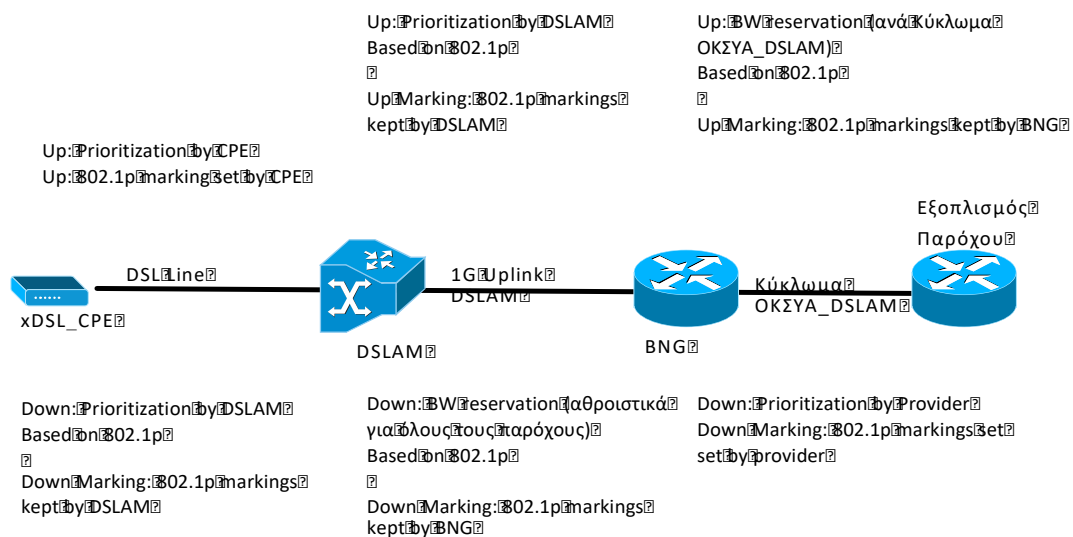 Up: Prioritization by DSLAM
Based on 802.1p
Up Marking: 802.1p markings
kept by DSLAM
Up: BW reservation (ανά Κύκλωμα
ΟΚΣΥΑ_DSLAM)
Based on 802.1p
Up Marking: 802.1p markings kept by BNG
Up: Prioritization by CPE
Up: 802.1p marking set by CPE
Εξοπλισμός
Παρόχου
DSL Line
1G Uplink
DSLAM
Κύκλωμα
ΟΚΣΥΑ_DSLAM
xDSL_CPE
DSLAM
BNG
Down: Prioritization by DSLAM
Based on 802.1p
Down Marking: 802.1p markings
kept by DSLAM
Down: BW reservation (αθροιστικά
για όλους τους παρόχους)
Based on 802.1p
Down Marking: 802.1p markings
kept by BNG
Down: Prioritization by Provider
Down Marking: 802.1p markings set
set by provider